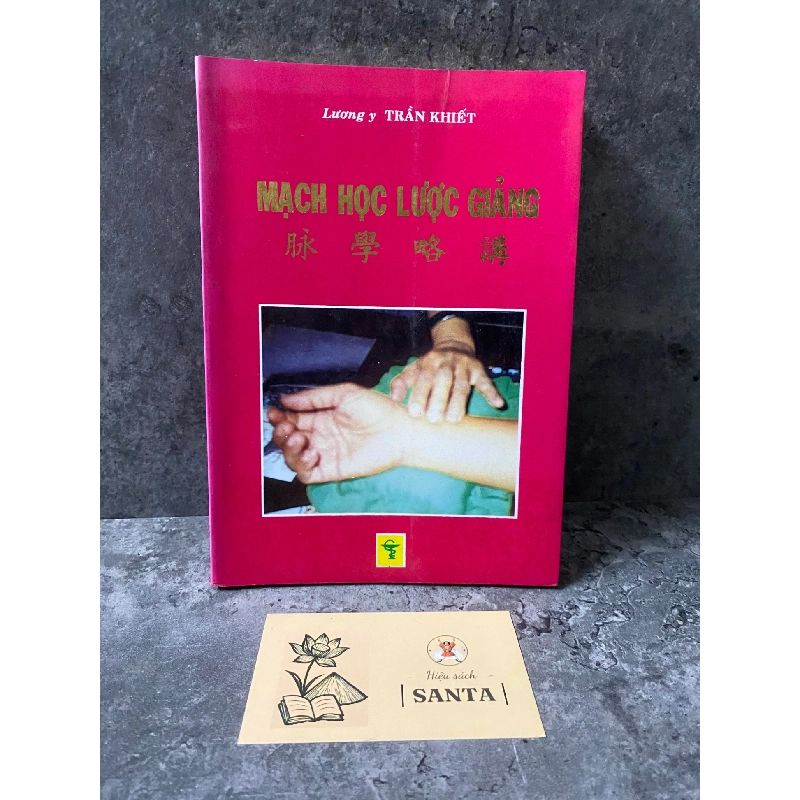 Lương y TRẦN KHIẾT
MẠCH HỌC LƯỢC GIẢNG
脉學略講
Hiệu sách
SANTA